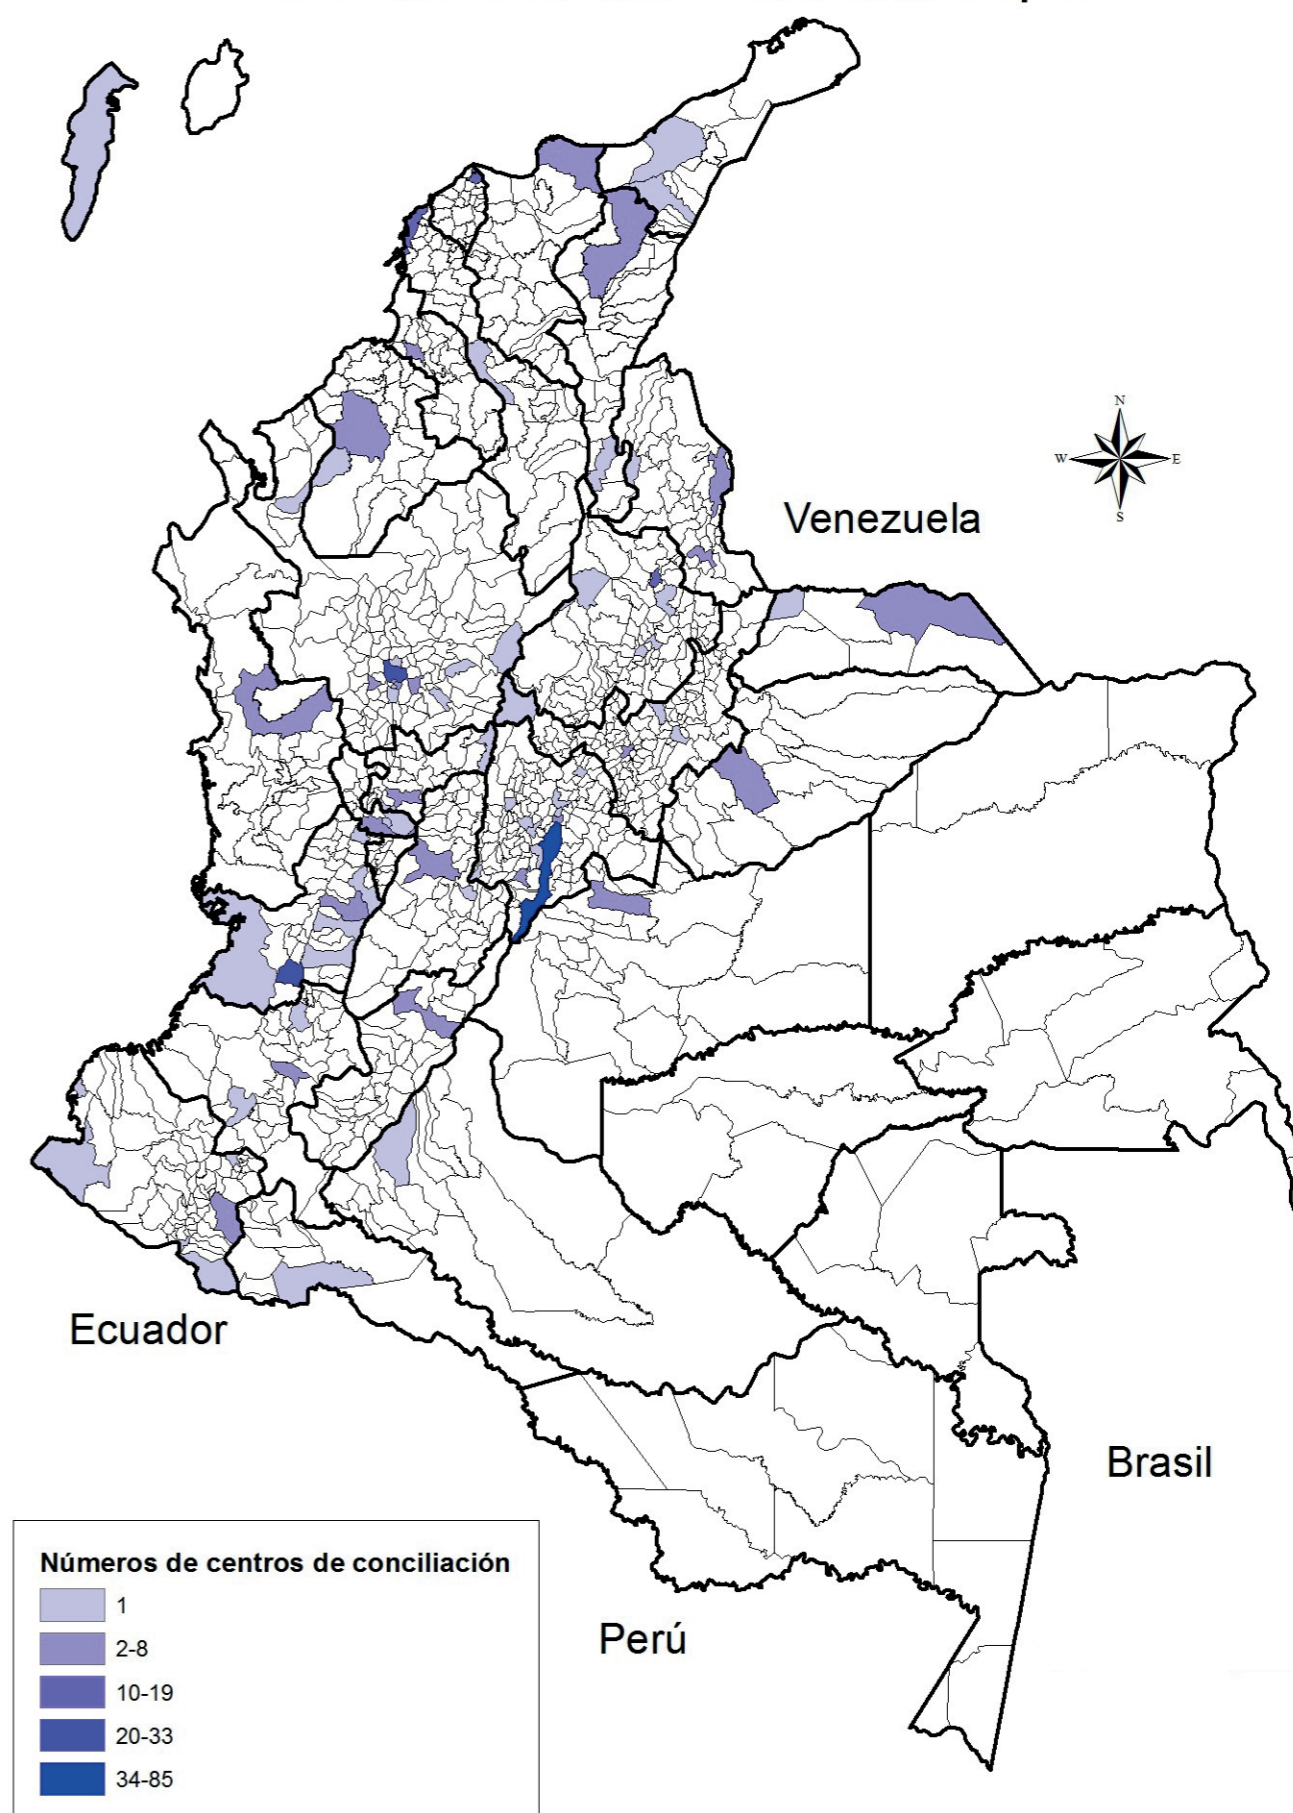 N
W
E
S
Venezuela
Ecuador
Brasil
Perú
Números de centros de conciliación
1
2-8
10-19
20-33
34-85